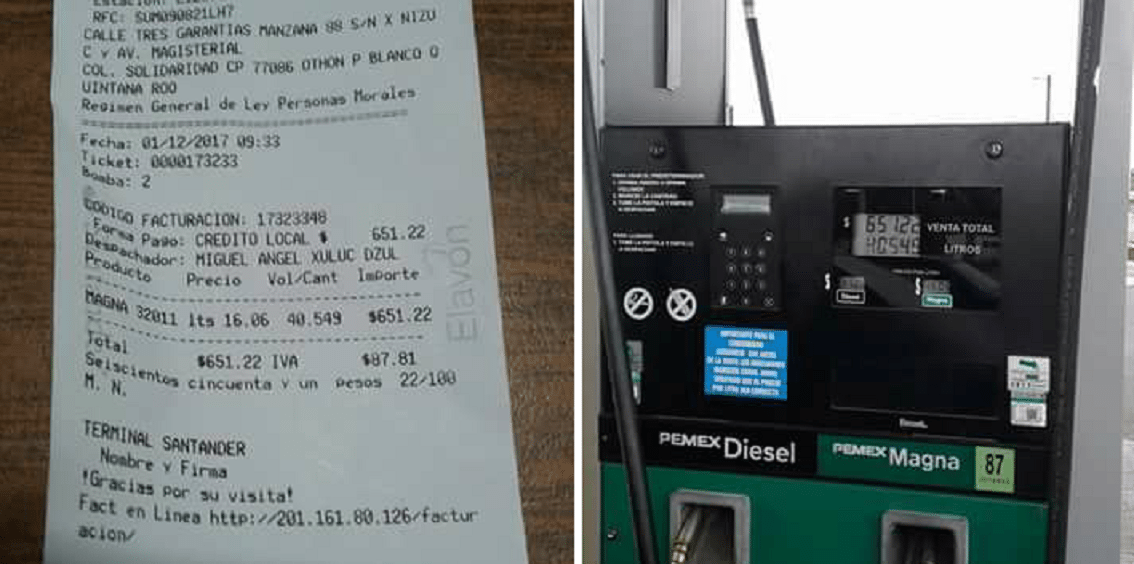 RFC: SUM090821LH7
CALLE TRES GARANTIAS MANZANA 88 S/N X NIZU
C y AV. MAGISTERIAL
COL. SOLIDARIDAD CP 77086 OTHON P BLANCO Q
UINTANA ROO
Regimen General de Ley Personas Morales
Fecha: 01/12/2017 09:33
Ticket: 0000173233
Bomba: 2
CODIGO FACTURACION: 17323348
Forma Pago: CREDITO LOCAL $ 651.22
Despachador: MIGUEL ANGEL XULUC DZUL
Producto Precio Vol/Cant Importe
MAGNA 32011 lts 16.06 40.549 $651.22
Total
$651.22 IVA $87.81
Seiscientos cincuenta y un pesos 22/100
M. N.
TERMINAL SANTANDER
Nombre y Firma
!Gracias por su visita!
Fact en Linea http://201.161.80.126/factur
acion/
Elavon
$ 651.22 VENTA TOTAL
40.549 LITROS
$ $
Diesel Magna
PEMEX Diesel
PEMEX Magna
87